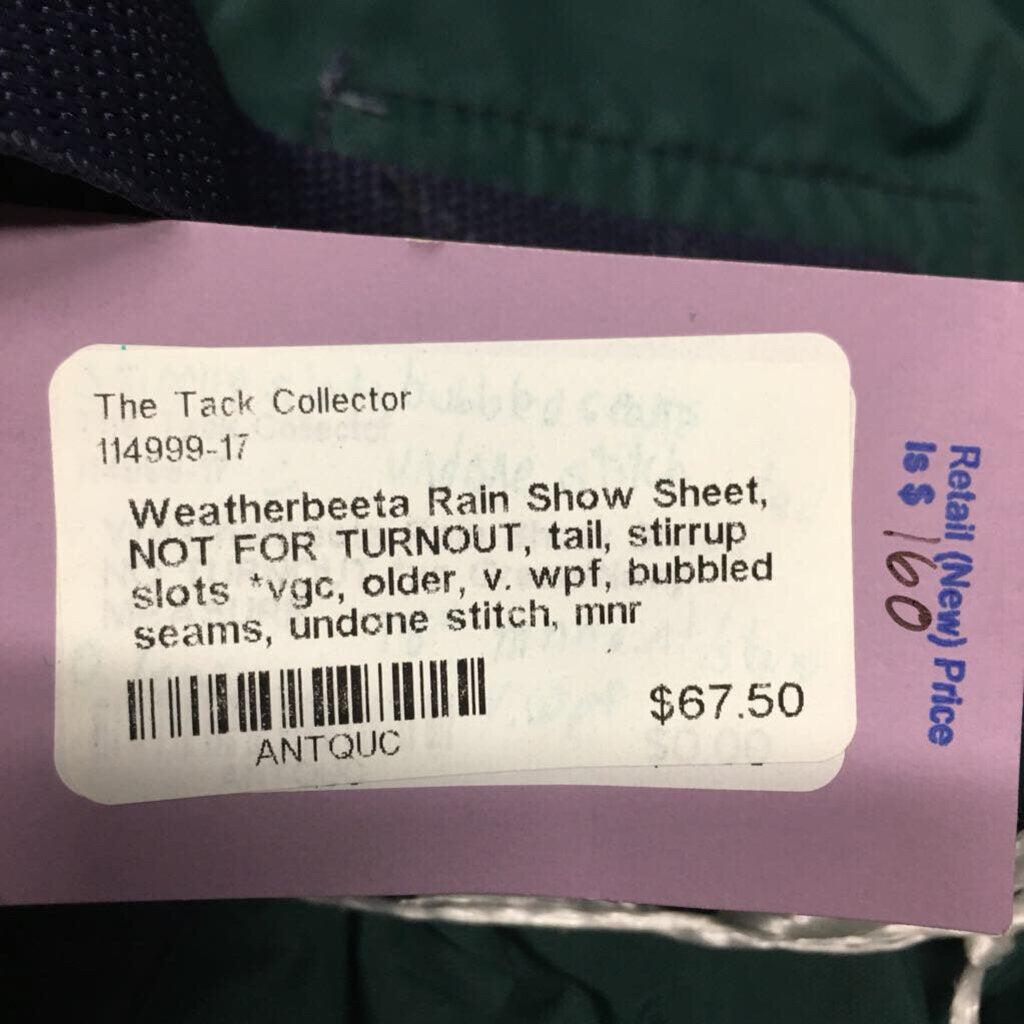 The Tack Collector
114999-17
Weatherbeeta Rain Show Sheet,
NOT FOR TURNOUT, tail, stirrup
slots *vgc, older, v. wpf, bubbled
seams, undone stitch, mnr
$67.50
ANTQUC
Retail (New) Price
Is $ 160